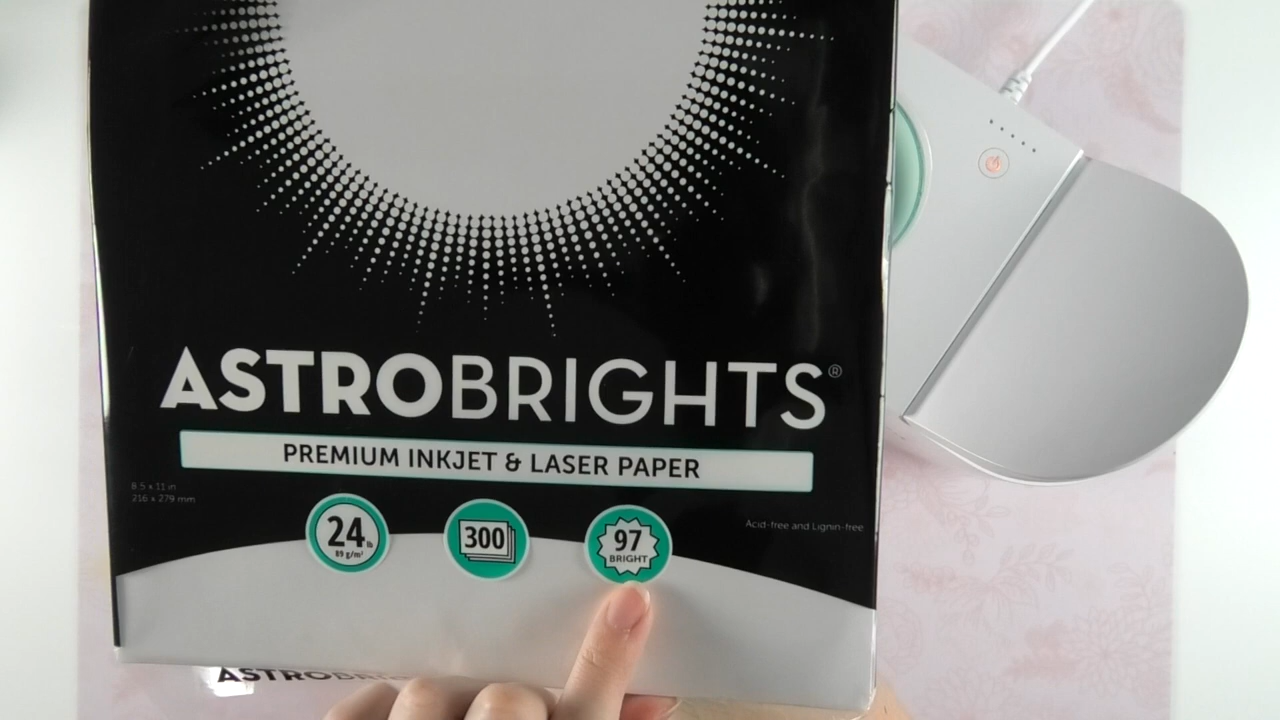 ASTROBRIGHTS®
PREMIUM INKJET & LASER PAPER
8.5 x 11 in
216 x 279 mm
Acid-free and Lignin-free
24 lb
89 g/m²
300
97
BRIGHT
ASTROBRIG